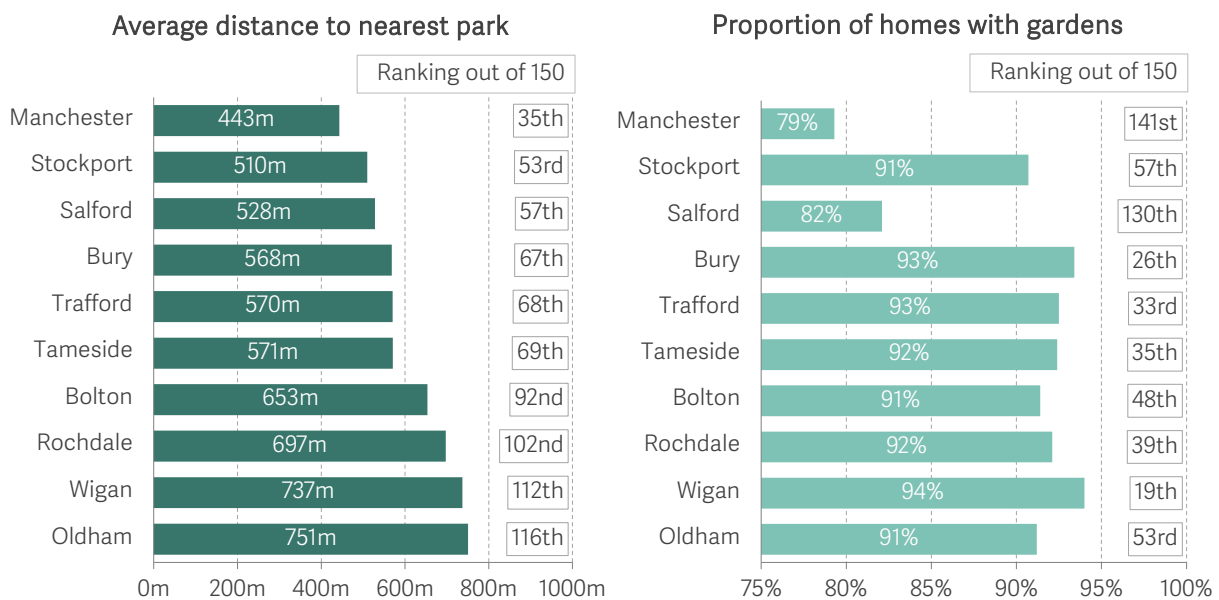 Average distance to nearest park
Ranking out of 150
Manchester 443m 35th
Stockport 510m 53rd
Salford 528m 57th
Bury 568m 67th
Trafford 570m 68th
Tameside 571m 69th
Bolton 653m 92nd
Rochdale 697m 102nd
Wigan 737m 112th
Oldham 751m 116th
0m 200m 400m 600m 800m 1000m
Proportion of homes with gardens
Ranking out of 150
Manchester 79% 141st
Stockport 91% 57th
Salford 82% 130th
Bury 93% 26th
Trafford 93% 33rd
Tameside 92% 35th
Bolton 91% 48th
Rochdale 92% 39th
Wigan 94% 19th
Oldham 91% 53rd
75% 80% 85% 90% 95% 100%